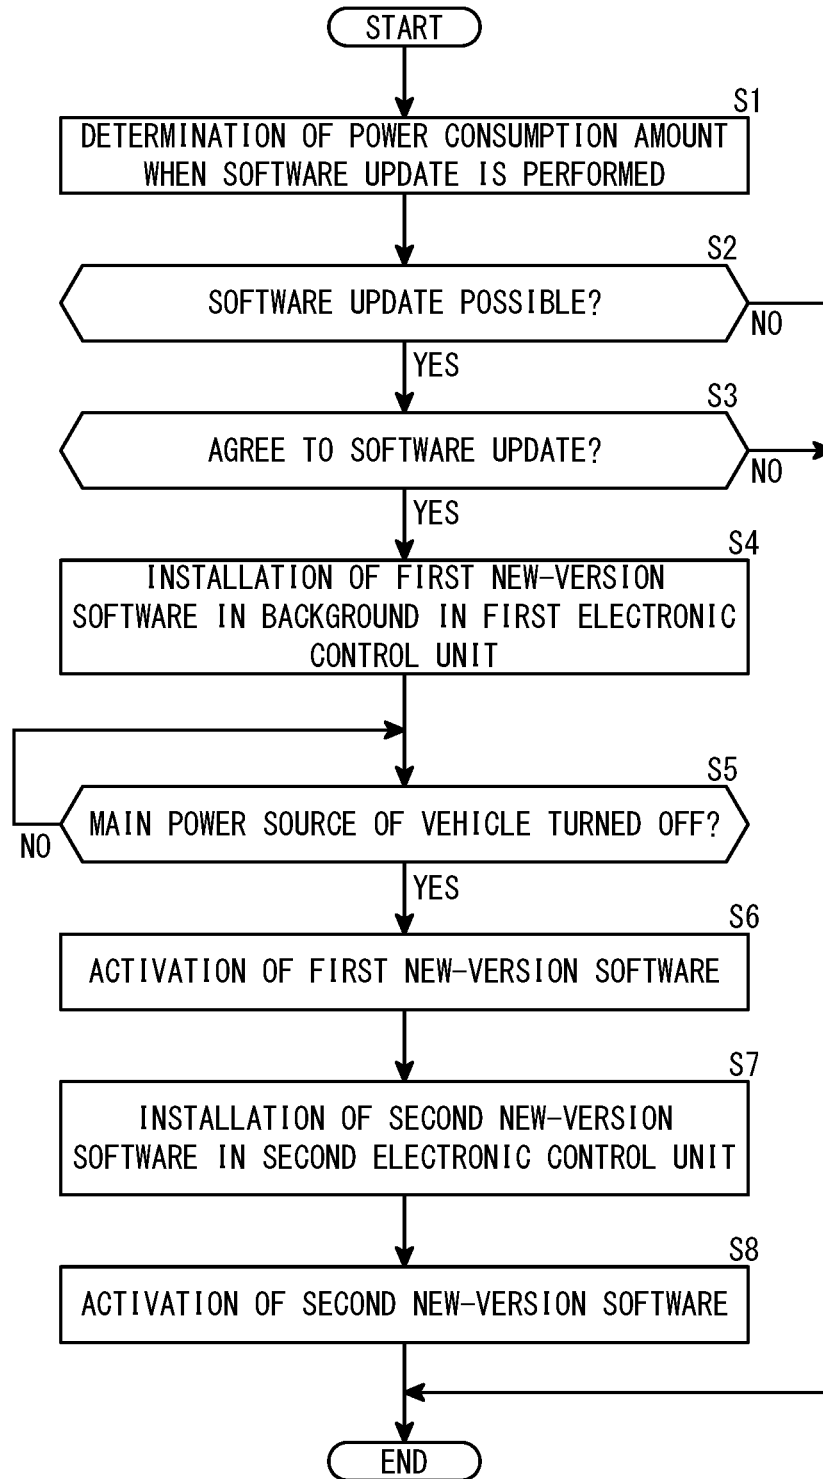 START
S1
DETERMINATION OF POWER CONSUMPTION AMOUNT
WHEN SOFTWARE UPDATE IS PERFORMED
S2
SOFTWARE UPDATE POSSIBLE?
NO
YES
S3
AGREE TO SOFTWARE UPDATE?
NO
YES
S4
INSTALLATION OF FIRST NEW-VERSION
SOFTWARE IN BACKGROUND IN FIRST ELECTRONIC
CONTROL UNIT
S5
MAIN POWER SOURCE OF VEHICLE TURNED OFF?
NO
YES
S6
ACTIVATION OF FIRST NEW-VERSION SOFTWARE
S7
INSTALLATION OF SECOND NEW-VERSION
SOFTWARE IN SECOND ELECTRONIC CONTROL UNIT
S8
ACTIVATION OF SECOND NEW-VERSION SOFTWARE
END